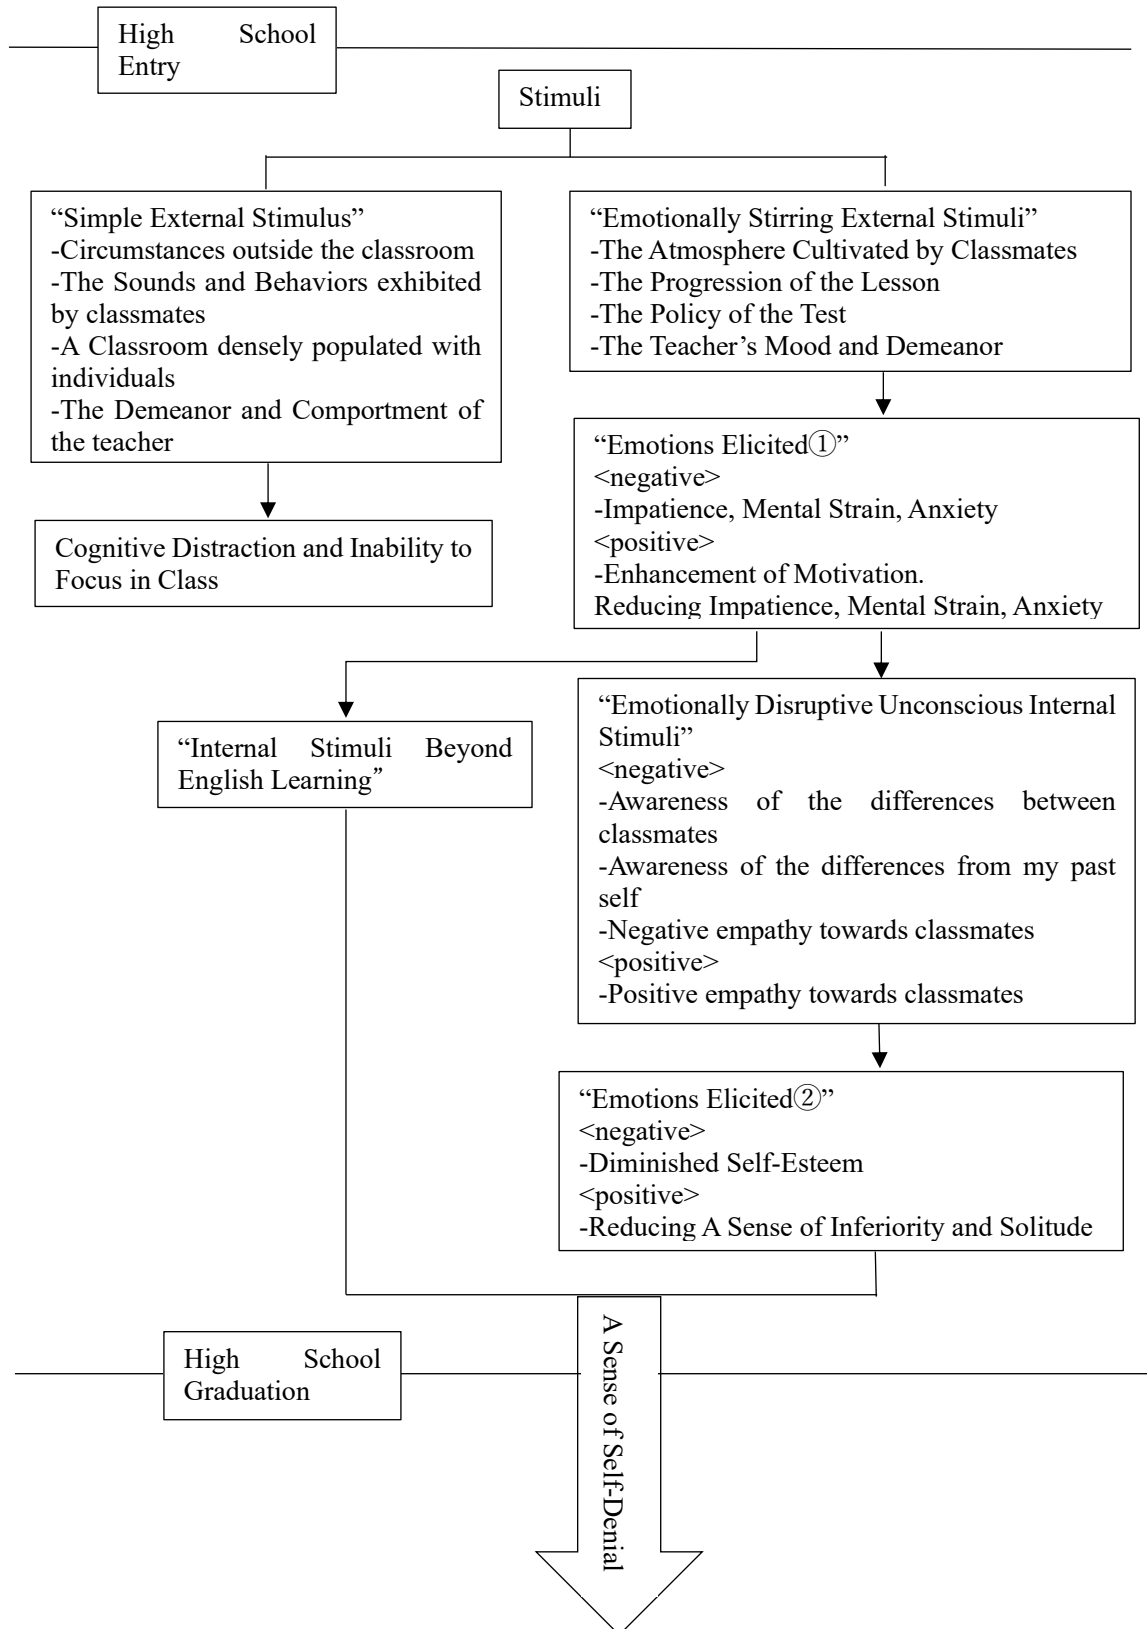 High School
Entry
Stimuli
“Simple External Stimulus”
-Circumstances outside the classroom
-The Sounds and Behaviors exhibited
by classmates
-A Classroom densely populated with
individuals
-The Demeanor and Comportment of
the teacher
“Emotionally Stirring External Stimuli”
-The Atmosphere Cultivated by Classmates
-The Progression of the Lesson
-The Policy of the Test
-The Teacher’s Mood and Demeanor
Cognitive Distraction and Inability to
Focus in Class
“Emotions Elicited①”
<negative>
-Impatience, Mental Strain, Anxiety
<positive>
-Enhancement of Motivation.
Reducing Impatience, Mental Strain, Anxiety
“Internal Stimuli Beyond
English Learning”
“Emotionally Disruptive Unconscious Internal
Stimuli”
<negative>
-Awareness of the differences between
classmates
-Awareness of the differences from my past
self
-Negative empathy towards classmates
<positive>
-Positive empathy towards classmates
“Emotions Elicited②”
<negative>
-Diminished Self-Esteem
<positive>
-Reducing A Sense of Inferiority and Solitude
A Sense of Self-Denial
High School
Graduation